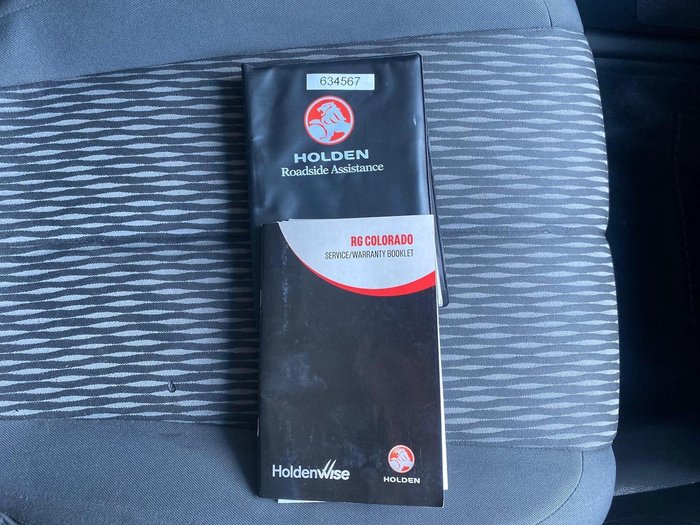 634567
HOLDEN
Roadside Assistance
RG COLORADO
SERVICE/WARRANTY BOOKLET
HoldenWise
HOLDEN